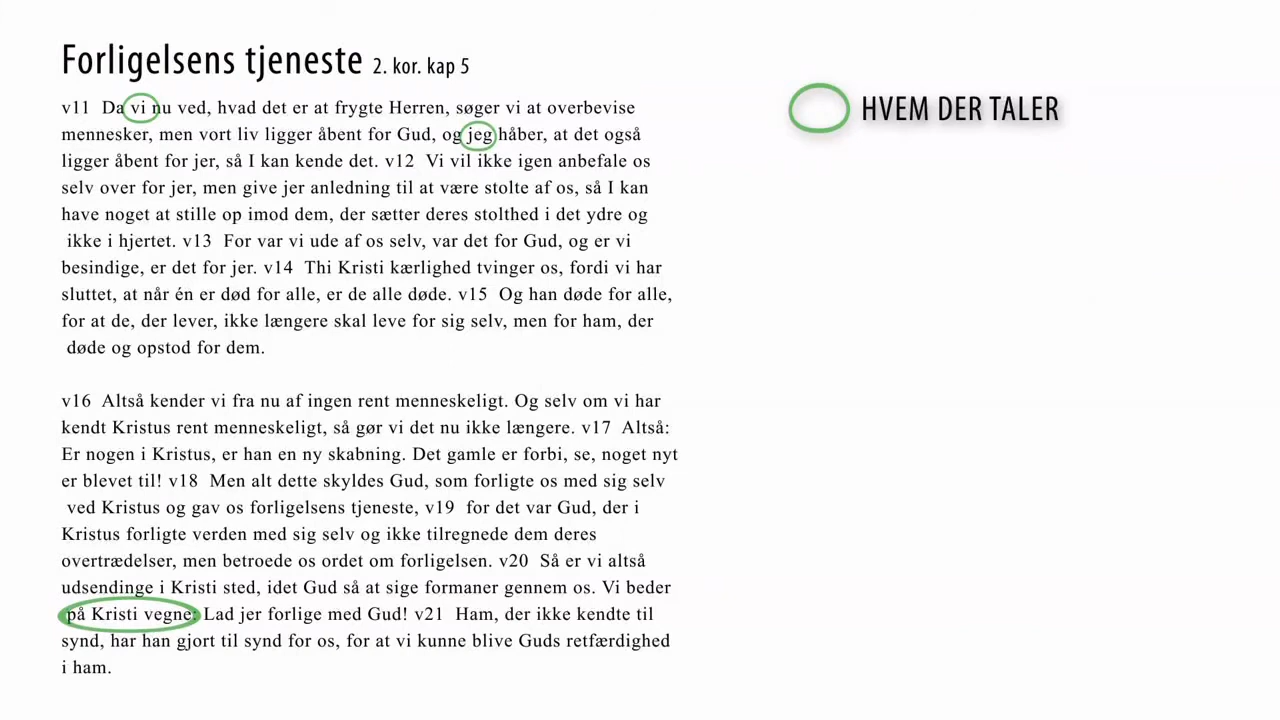 Forligelsens tjeneste 2. kor. kap 5
v11 Da vi nu ved, hvad det er at frygte Herren, søger vi at overbevise
mennesker, men vort liv ligger åbent for Gud, og jeg håber, at det også
ligger åbent for jer, så I kan kende det. v12 Vi vil ikke igen anbefale os
selv over for jer, men give jer anledning til at være stolte af os, så I kan
have noget at stille op imod dem, der sætter deres stolthed i det ydre og
ikke i hjertet. v13 For var vi ude af os selv, var det for Gud, og er vi
besindige, er det for jer. v14 Thi Kristi kærlighed tvinger os, fordi vi har
sluttet, at når én er død for alle, er de alle døde. v15 Og han døde for alle,
for at de, der lever, ikke længere skal leve for sig selv, men for ham, der
døde og opstod for dem.
v16 Altså kender vi fra nu af ingen rent menneskeligt. Og selv om vi har
kendt Kristus rent menneskeligt, så gør vi det nu ikke længere. v17 Altså:
Er nogen i Kristus, er han en ny skabning. Det gamle er forbi, se, noget nyt
er blevet til! v18 Men alt dette skyldes Gud, som forligte os med sig selv
ved Kristus og gav os forligelsens tjeneste, v19 for det var Gud, der i
Kristus forligte verden med sig selv og ikke tilregnede dem deres
overtrædelser, men betroede os ordet om forligelsen. v20 Så er vi altså
udsendinge i Kristi sted, idet Gud så at sige formaner gennem os. Vi beder
på Kristi vegne: Lad jer forlige med Gud! v21 Ham, der ikke kendte til
synd, har han gjort til synd for os, for at vi kunne blive Guds retfærdighed
i ham.
HVEM DER TALER